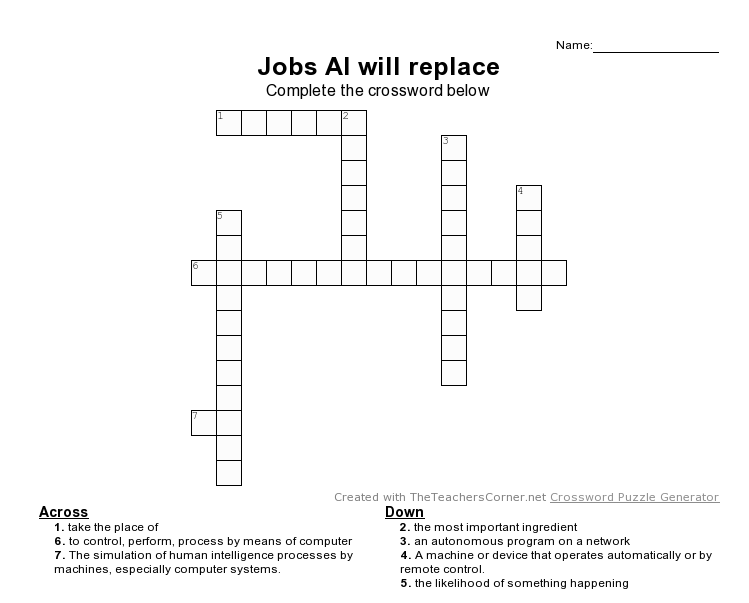 Name:
Jobs AI will replace
Complete the crossword below
1 2
3
4
5
6
7
Created with TheTeachersCorner.net Crossword Puzzle Generator
Across
1. take the place of
6. to control, perform, process by means of computer
7. The simulation of human intelligence processes by
machines, especially computer systems.
Down
2. the most important ingredient
3. an autonomous program on a network
4. A machine or device that operates automatically or by
remote control.
5. the likelihood of something happening